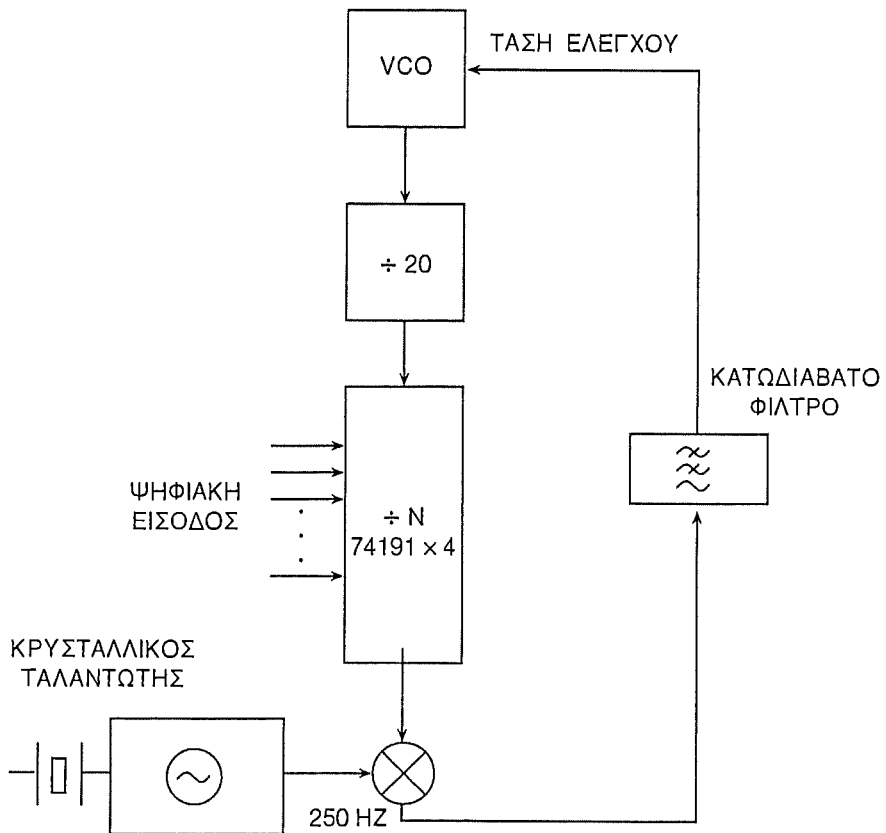 ΤΑΣΗ ΕΛΕΓΧΟΥ
VCO
÷ 20
ΚΑΤΩΔΙΑΒΑΤΟ
ΦΙΛΤΡΟ
ΨΗΦΙΑΚΗ
ΕΙΣΟΔΟΣ
÷ N
74191 × 4
ΚΡΥΣΤΑΛΛΙΚΟΣ
ΤΑΛΑΝΤΩΤΗΣ
250 HZ